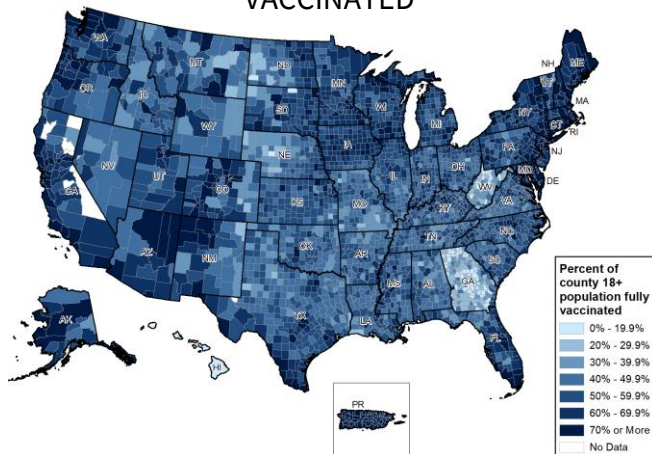 VACCINATED
WA
MT
ND
MN
NH
ME
VT
OR
ID
SD
WI
NY
MA
WY
MI
CT
RI
IA
PA
NJ
NE
NV
OH
IL
IN
MD
DE
UT
CO
WV
CA
VA
KS
MO
KY
NC
TN
AZ
OK
NM
AR
SC
MS
AL
GA
TX
LA
AK
FL
HI
PR
Percent of
county 18+
population fully
vaccinated
0% - 19.9%
20% - 29.9%
30% - 39.9%
40% - 49.9%
50% - 59.9%
60% - 69.9%
70% or More
No Data